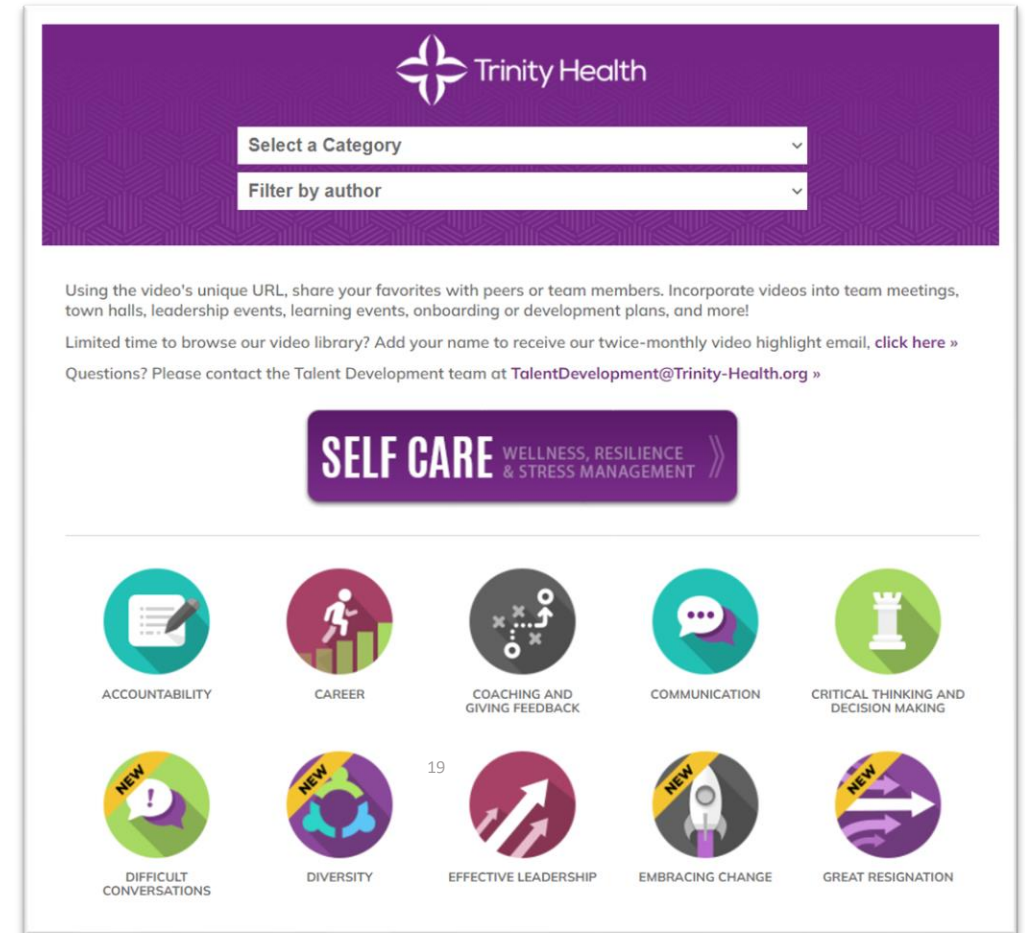 Trinity Health
Select a Category
Filter by author
Using the video's unique URL, share your favorites with peers or team members. Incorporate videos into team meetings,
town halls, leadership events, learning events, onboarding or development plans, and more!
Limited time to browse our video library? Add your name to receive our twice-monthly video highlight email, click here »
Questions? Please contact the Talent Development team at TalentDevelopment@Trinity-Health.org »
SELF CARE WELLNESS, RESILIENCE
& STRESS MANAGEMENT
ACCOUNTABILITY
CAREER
COACHING AND
GIVING FEEDBACK
COMMUNICATION
CRITICAL THINKING AND
DECISION MAKING
NEW
NEW
19
NEW
NEW
DIFFICULT
CONVERSATIONS
DIVERSITY
EFFECTIVE LEADERSHIP
EMBRACING CHANGE
GREAT RESIGNATION